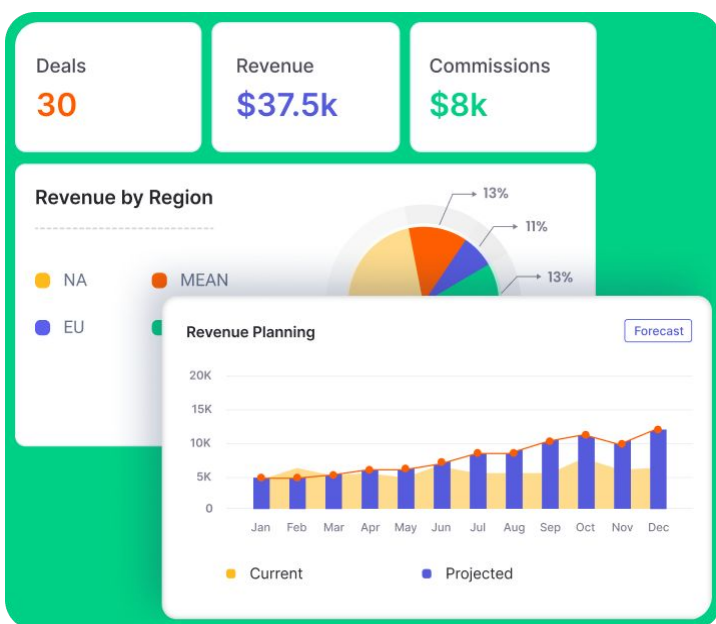 Deals
30
Revenue
$37.5k
Commissions
$8k
Revenue by Region
13%
11%
13%
NA
MEAN
EU
Revenue Planning
Forecast
20K
15K
10K
5K
0
Jan Feb Mar Apr May Jun Jul Aug Sep Oct Nov Dec
Current
Projected